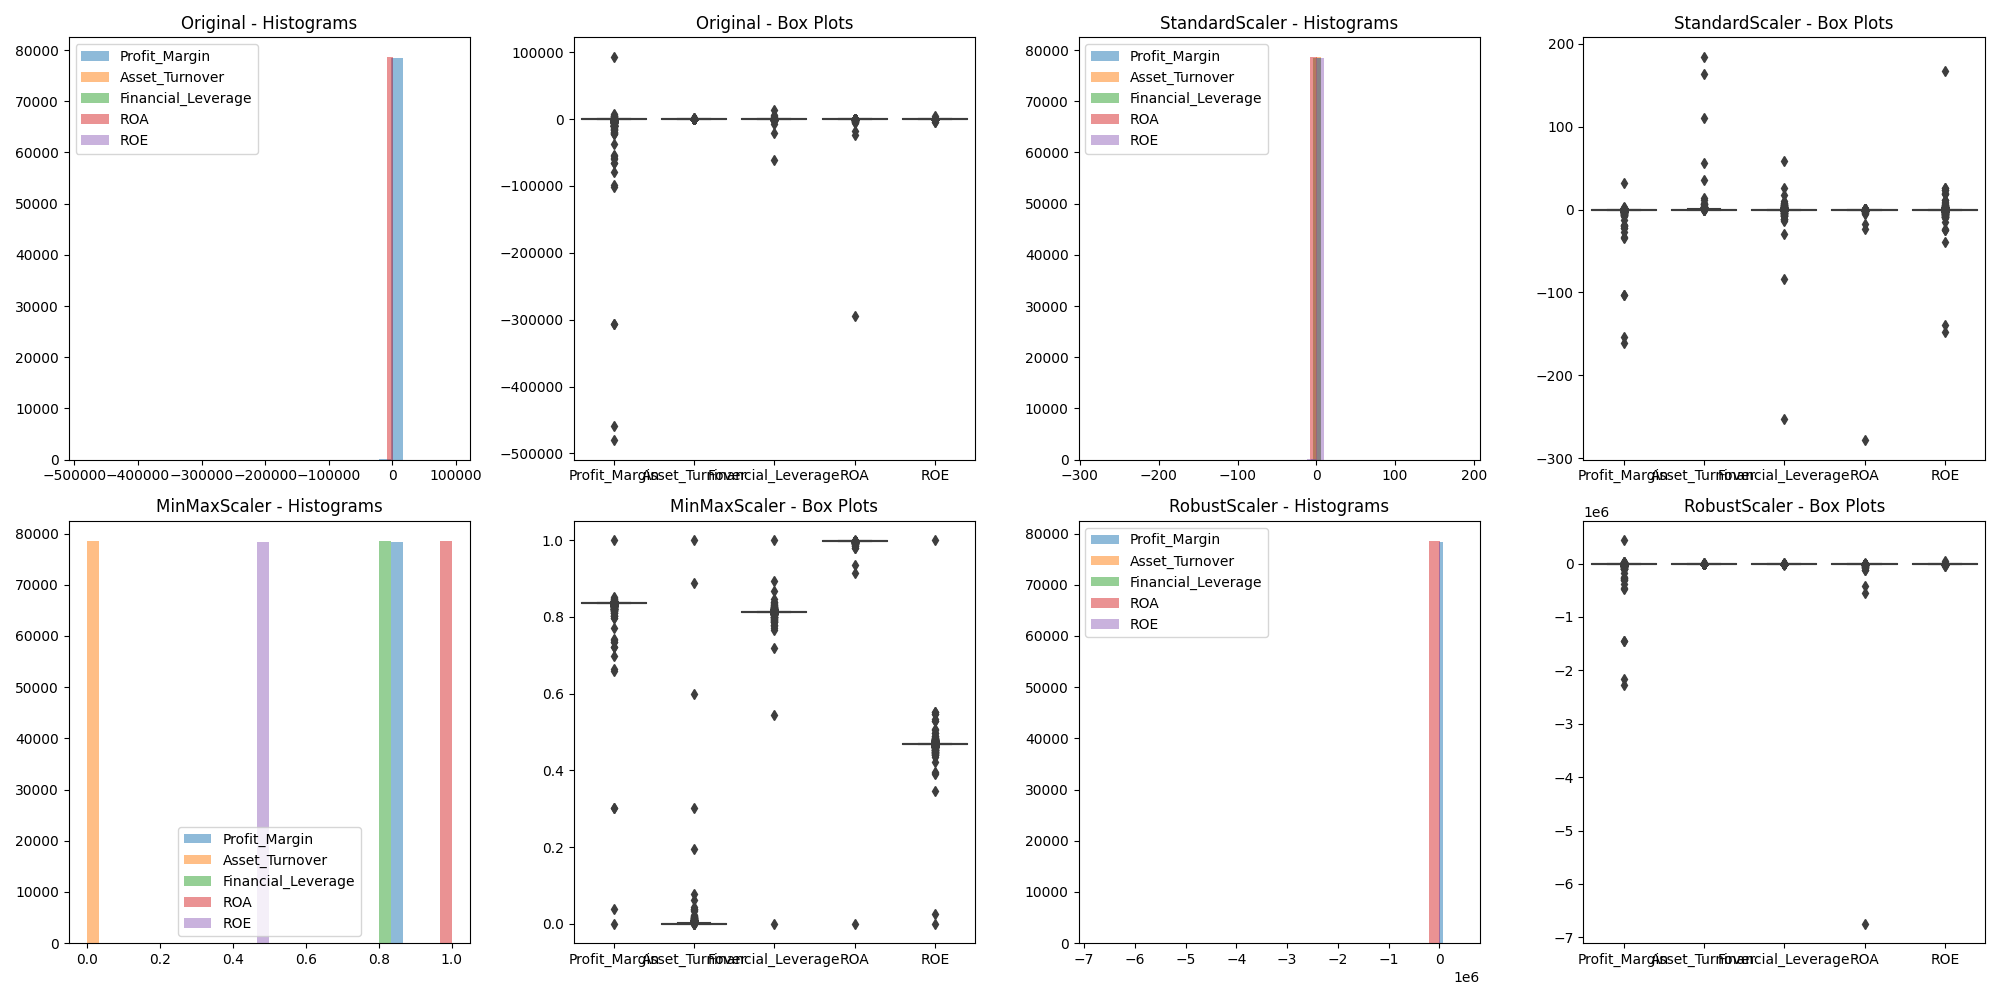 Original - Histograms
80000
70000
60000
50000
40000
30000
20000
10000
0
Profit_Margin
Asset_Turnover
Financial_Leverage
ROA
ROE
−500000 −400000 −300000 −200000 −100000 0 100000
Original - Box Plots
100000
0
−100000
−200000
−300000
−400000
−500000
Profit_Margin Asset_Turnover Financial_Leverage ROA ROE
StandardScaler - Histograms
80000
70000
60000
50000
40000
30000
20000
10000
0
Profit_Margin
Asset_Turnover
Financial_Leverage
ROA
ROE
−300 −200 −100 0 100 200
StandardScaler - Box Plots
200
100
0
−100
−200
−300
Profit_Margin Asset_Turnover Financial_Leverage ROA ROE
MinMaxScaler - Histograms
80000
70000
60000
50000
40000
30000
20000
10000
0
Profit_Margin
Asset_Turnover
Financial_Leverage
ROA
ROE
0.0 0.2 0.4 0.6 0.8 1.0
MinMaxScaler - Box Plots
1.0
0.8
0.6
0.4
0.2
0.0
Profit_Margin Asset_Turnover Financial_Leverage ROA ROE
RobustScaler - Histograms
80000
70000
60000
50000
40000
30000
20000
10000
0
Profit_Margin
Asset_Turnover
Financial_Leverage
ROA
ROE
−7 −6 −5 −4 −3 −2 −1 0
1e6
RobustScaler - Box Plots
1e6
0
−1
−2
−3
−4
−5
−6
−7
Profit_Margin Asset_Turnover Financial_Leverage ROA ROE